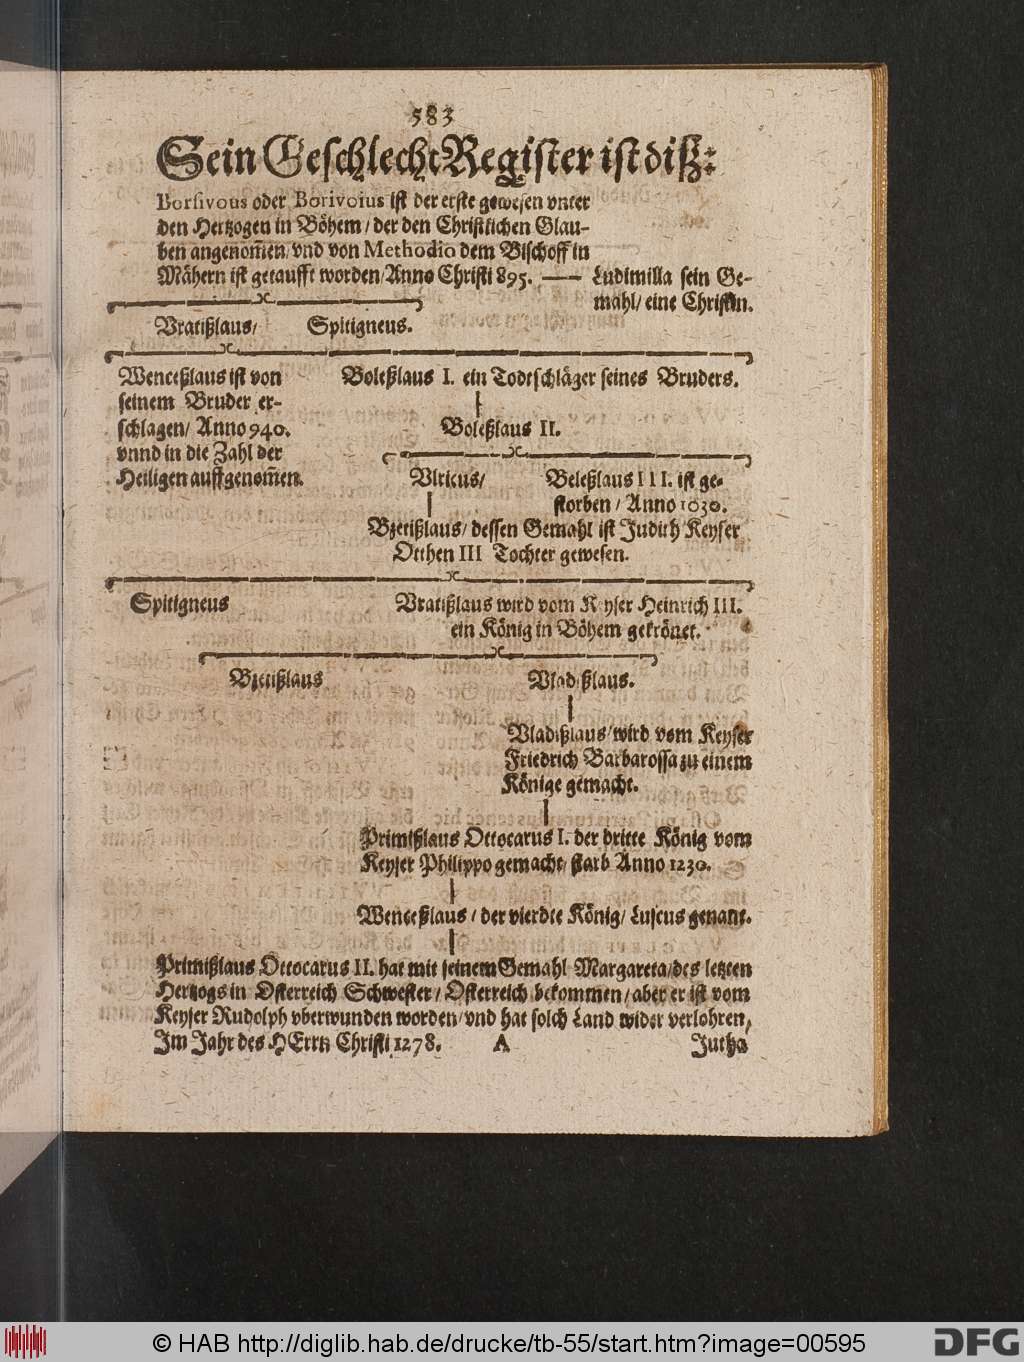 583
Sein Geschlecht Register ist diß:
Borsivous oder Borivoius ist der erste gewesen vnter
den Hertzogen in Böhem / der den Christlichen Glau-
ben angenom̄en / vnd von Methodio dem Bischoff in
Mähern ist getaufft worden / Anno Christi 895. —— Ludimilla sein Ge-
mahl / eine Christin.
Vratißlaus / Spitigneus.
Wenceßlaus ist von Boleßlaus I. ein Todtschläger seines Bruders.
seinem Bruder er-
schlagen / Anno 940. Boleßlaus II.
vnnd in die Zahl der
Heiligen auffgenom̄en. Vlricus / Beleßlaus III. ist ge-
storben / Anno 1030.
Bzetißlaus / dessen Gemahl ist Judith Keyser
Otthen III Tochter gewesen.
Spitigneus Vratißlaus wird vom Keyser Heinrich III.
ein König in Böhem gekrönet.
Bzetißlaus Vladißlaus.
Vladißlaus / wird vom Keyser
Friedrich Barbarossa zu einem
Könige gemacht.
Primißlaus Ottocarus I. der dritte König vom
Keyser Philippo gemacht / starb Anno 1230.
Wenceßlaus / der vierdte König / Luscus genant.
Primißlaus Ottocarus II. hat mit seinem Gemahl Margareta / des letzten
Hertzogs in Osterreich Schwester / Osterreich bekommen / aber er ist vom
Keyser Rudolph vberwunden worden / vnd hat solch Land wider verlohren,
Im Jahr des HErrn Christi 1278. A Jutha
© HAB http://diglib.hab.de/drucke/tb-55/start.htm?image=00595
DFG